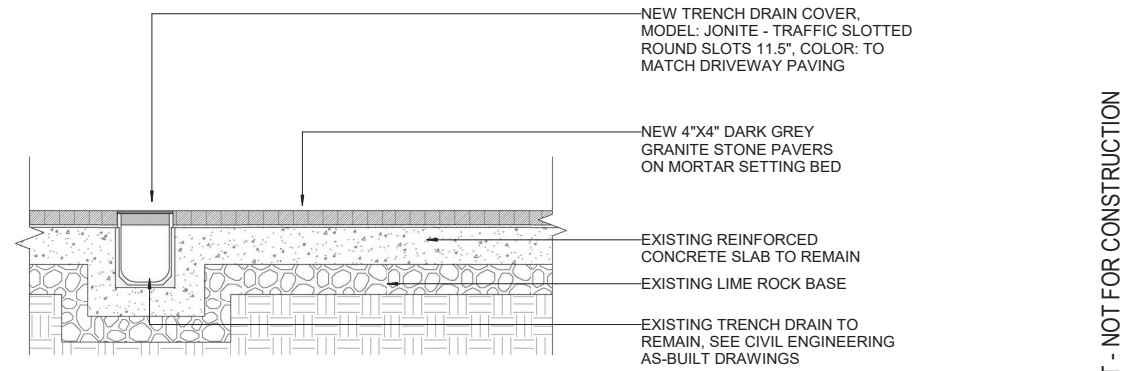 NEW TRENCH DRAIN COVER,
MODEL: JONITE - TRAFFIC SLOTTED
ROUND SLOTS 11.5", COLOR: TO
MATCH DRIVEWAY PAVING
NEW 4"X4" DARK GREY
GRANITE STONE PAVERS
ON MORTAR SETTING BED
EXISTING REINFORCED
CONCRETE SLAB TO REMAIN
EXISTING LIME ROCK BASE
EXISTING TRENCH DRAIN TO
REMAIN, SEE CIVIL ENGINEERING
AS-BUILT DRAWINGS
- NOT FOR CONSTRUCTION